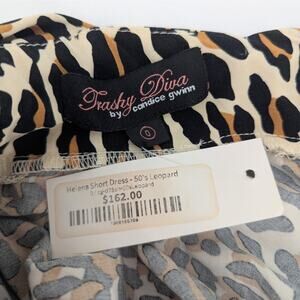 Trashy Diva
by candice gwinn
0
Helena Short Dress - 50's Leopard
$162.00